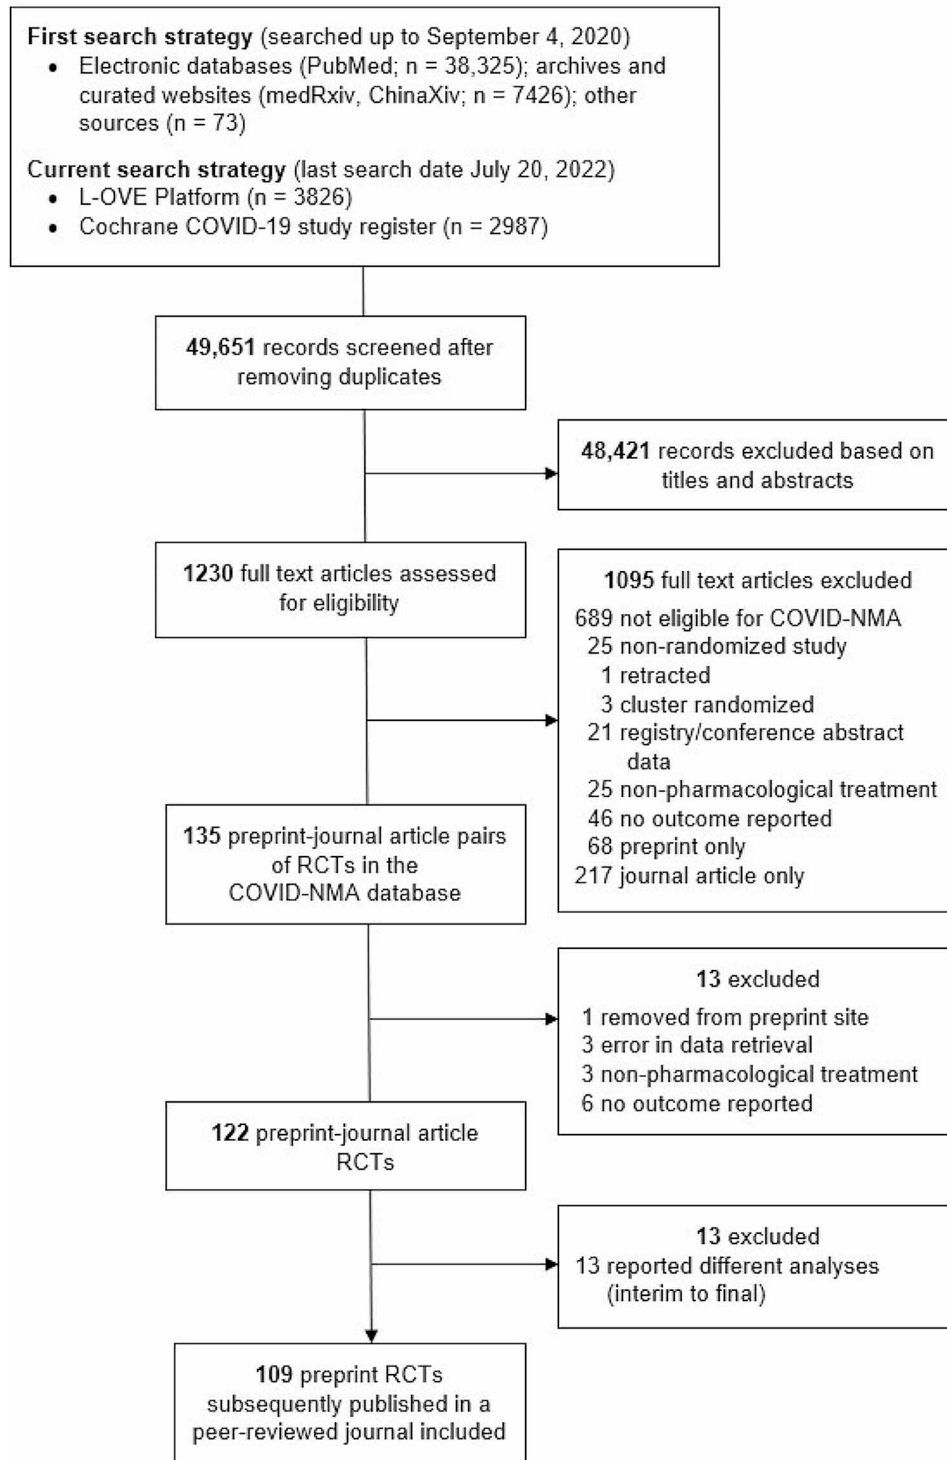 First search strategy (searched up to September 4, 2020)
• Electronic databases (PubMed; n = 38,325); archives and
curated websites (medRxiv, ChinaXiv; n = 7426); other
sources (n = 73)
Current search strategy (last search date July 20, 2022)
• L-OVE Platform (n = 3826)
• Cochrane COVID-19 study register (n = 2987)
49,651 records screened after
removing duplicates
48,421 records excluded based on
titles and abstracts
1230 full text articles assessed
for eligibility
1095 full text articles excluded
689 not eligible for COVID-NMA
25 non-randomized study
1 retracted
3 cluster randomized
21 registry/conference abstract
data
25 non-pharmacological treatment
46 no outcome reported
68 preprint only
217 journal article only
135 preprint-journal article pairs
of RCTs in the
COVID-NMA database
13 excluded
1 removed from preprint site
3 error in data retrieval
3 non-pharmacological treatment
6 no outcome reported
122 preprint-journal article
RCTs
13 excluded
13 reported different analyses
(interim to final)
109 preprint RCTs
subsequently published in a
peer-reviewed journal included